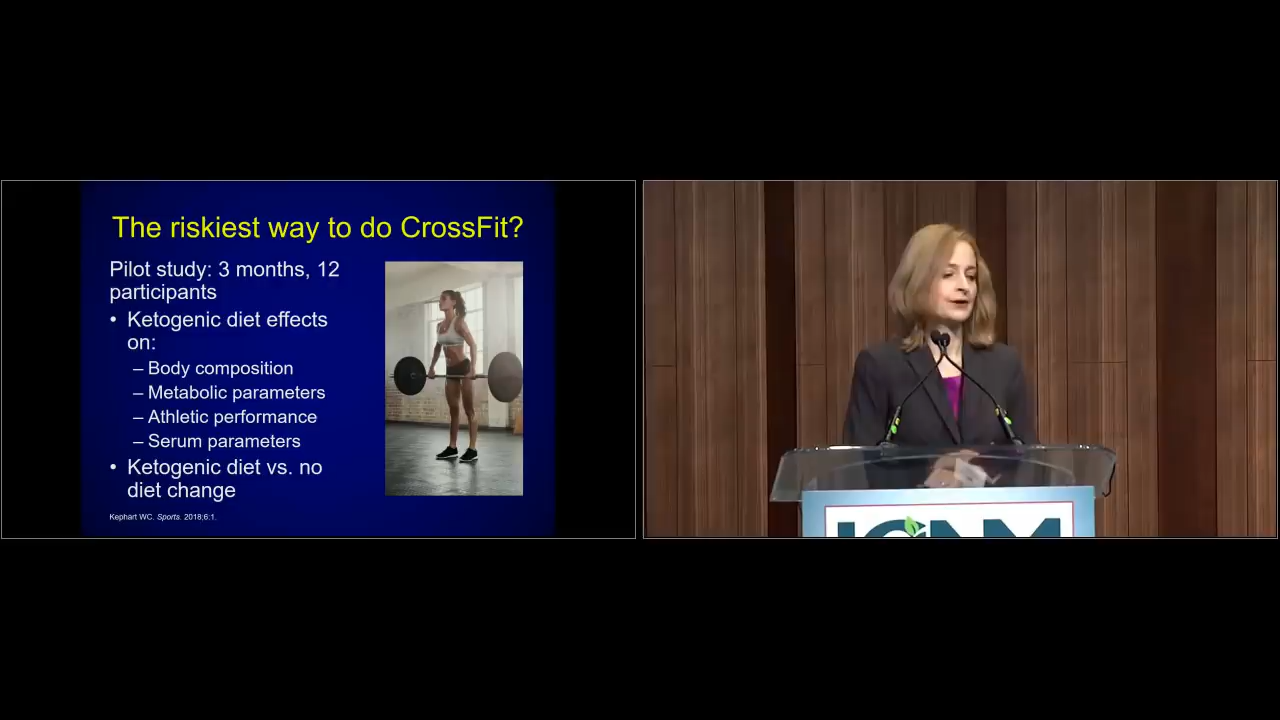 The riskiest way to do CrossFit?
Pilot study: 3 months, 12
participants
• Ketogenic diet effects
on:
– Body composition
– Metabolic parameters
– Athletic performance
– Serum parameters
• Ketogenic diet vs. no
diet change
Kephart WC. Sports. 2018;6:1.
ICNM